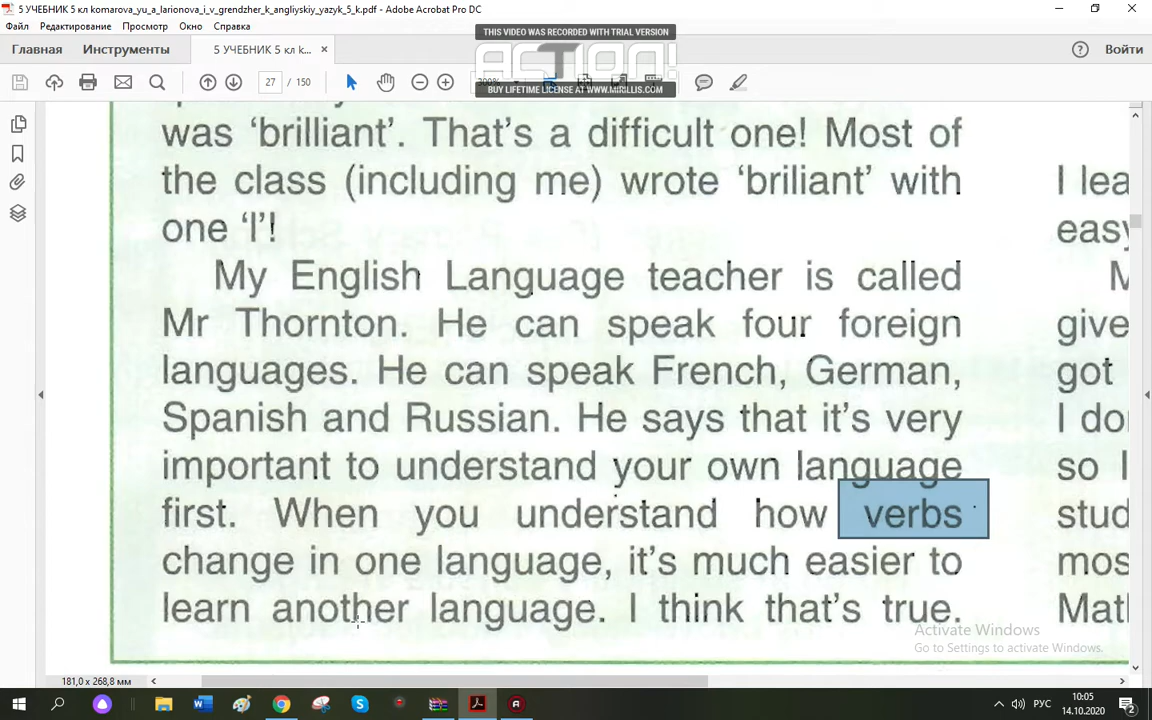 5 УЧЕБНИК 5 кл komarova_yu_a_larionova_i_v_grendzher_k_angliyskiy_yazyk_5_k.pdf - Adobe Acrobat Pro DC
Файл Редактирование Просмотр Окно Справка
THIS VIDEO WAS RECORDED WITH TRIAL VERSION
ACTION!
BUY LIFETIME LICENSE AT WWW.MIRILLIS.COM
Главная Инструменты 5 УЧЕБНИК 5 кл k... × Войти
27 / 150
was ‘brilliant’. That’s a difficult one! Most of
the class (including me) wrote ‘briliant’ with
one ‘l’!
My English Language teacher is called
Mr Thornton. He can speak four foreign
languages. He can speak French, German,
Spanish and Russian. He says that it’s very
important to understand your own language
first. When you understand how verbs
change in one language, it’s much easier to
learn another language. I think that’s true.
I lea
easy
M
give
got
I do
so I
stud
mos
Mat
Activate Windows
Go to Settings to activate Windows.
181,0 x 268,8 мм
РУС
10:05
14.10.2020
2